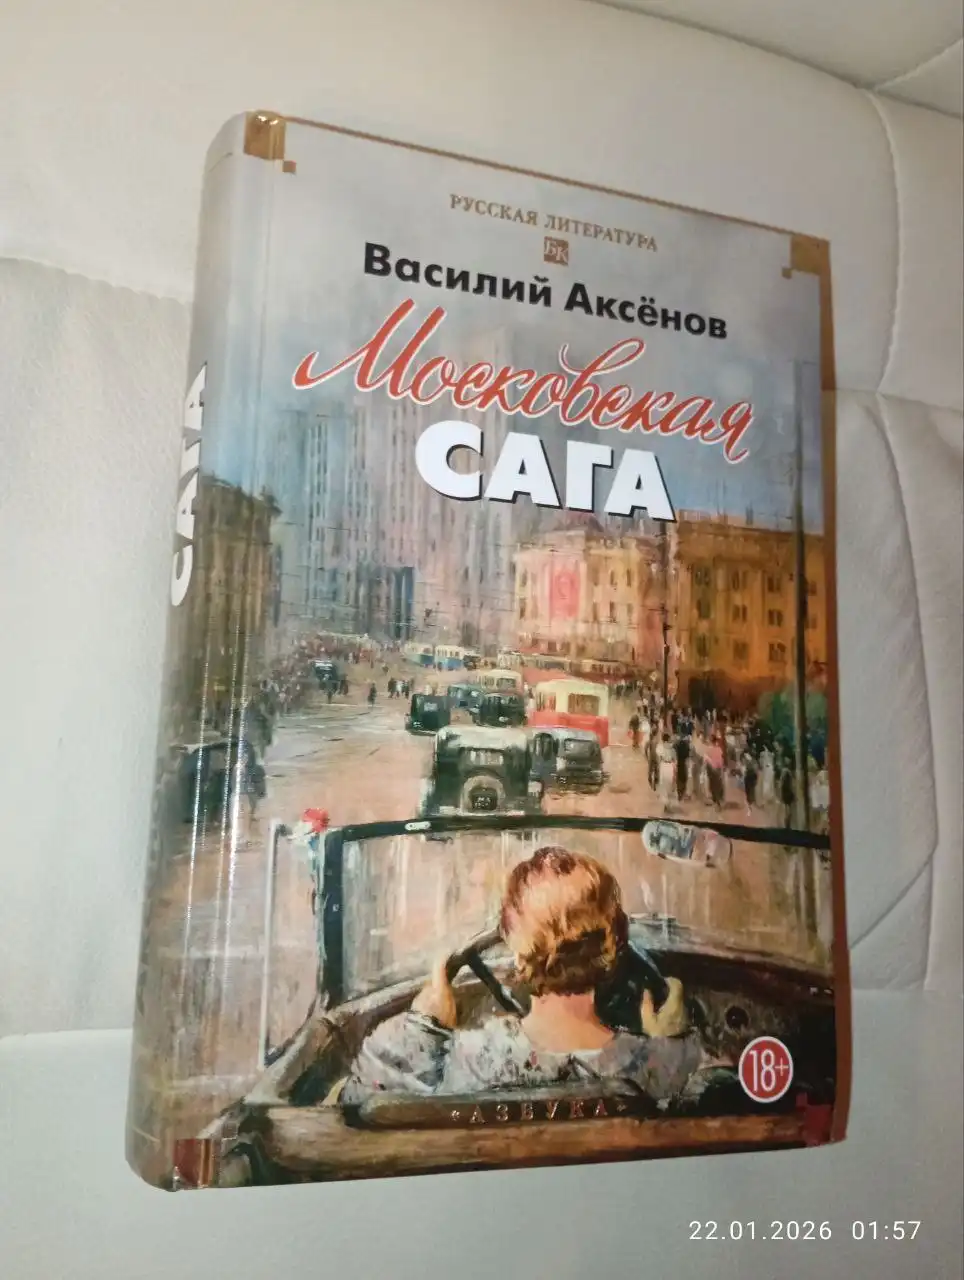 РУССКАЯ ЛИТЕРАТУРА
БК
Василий Аксёнов
Московская
САГА
САГА
18+
«АЗБУКА»
22.01.2026 01:57